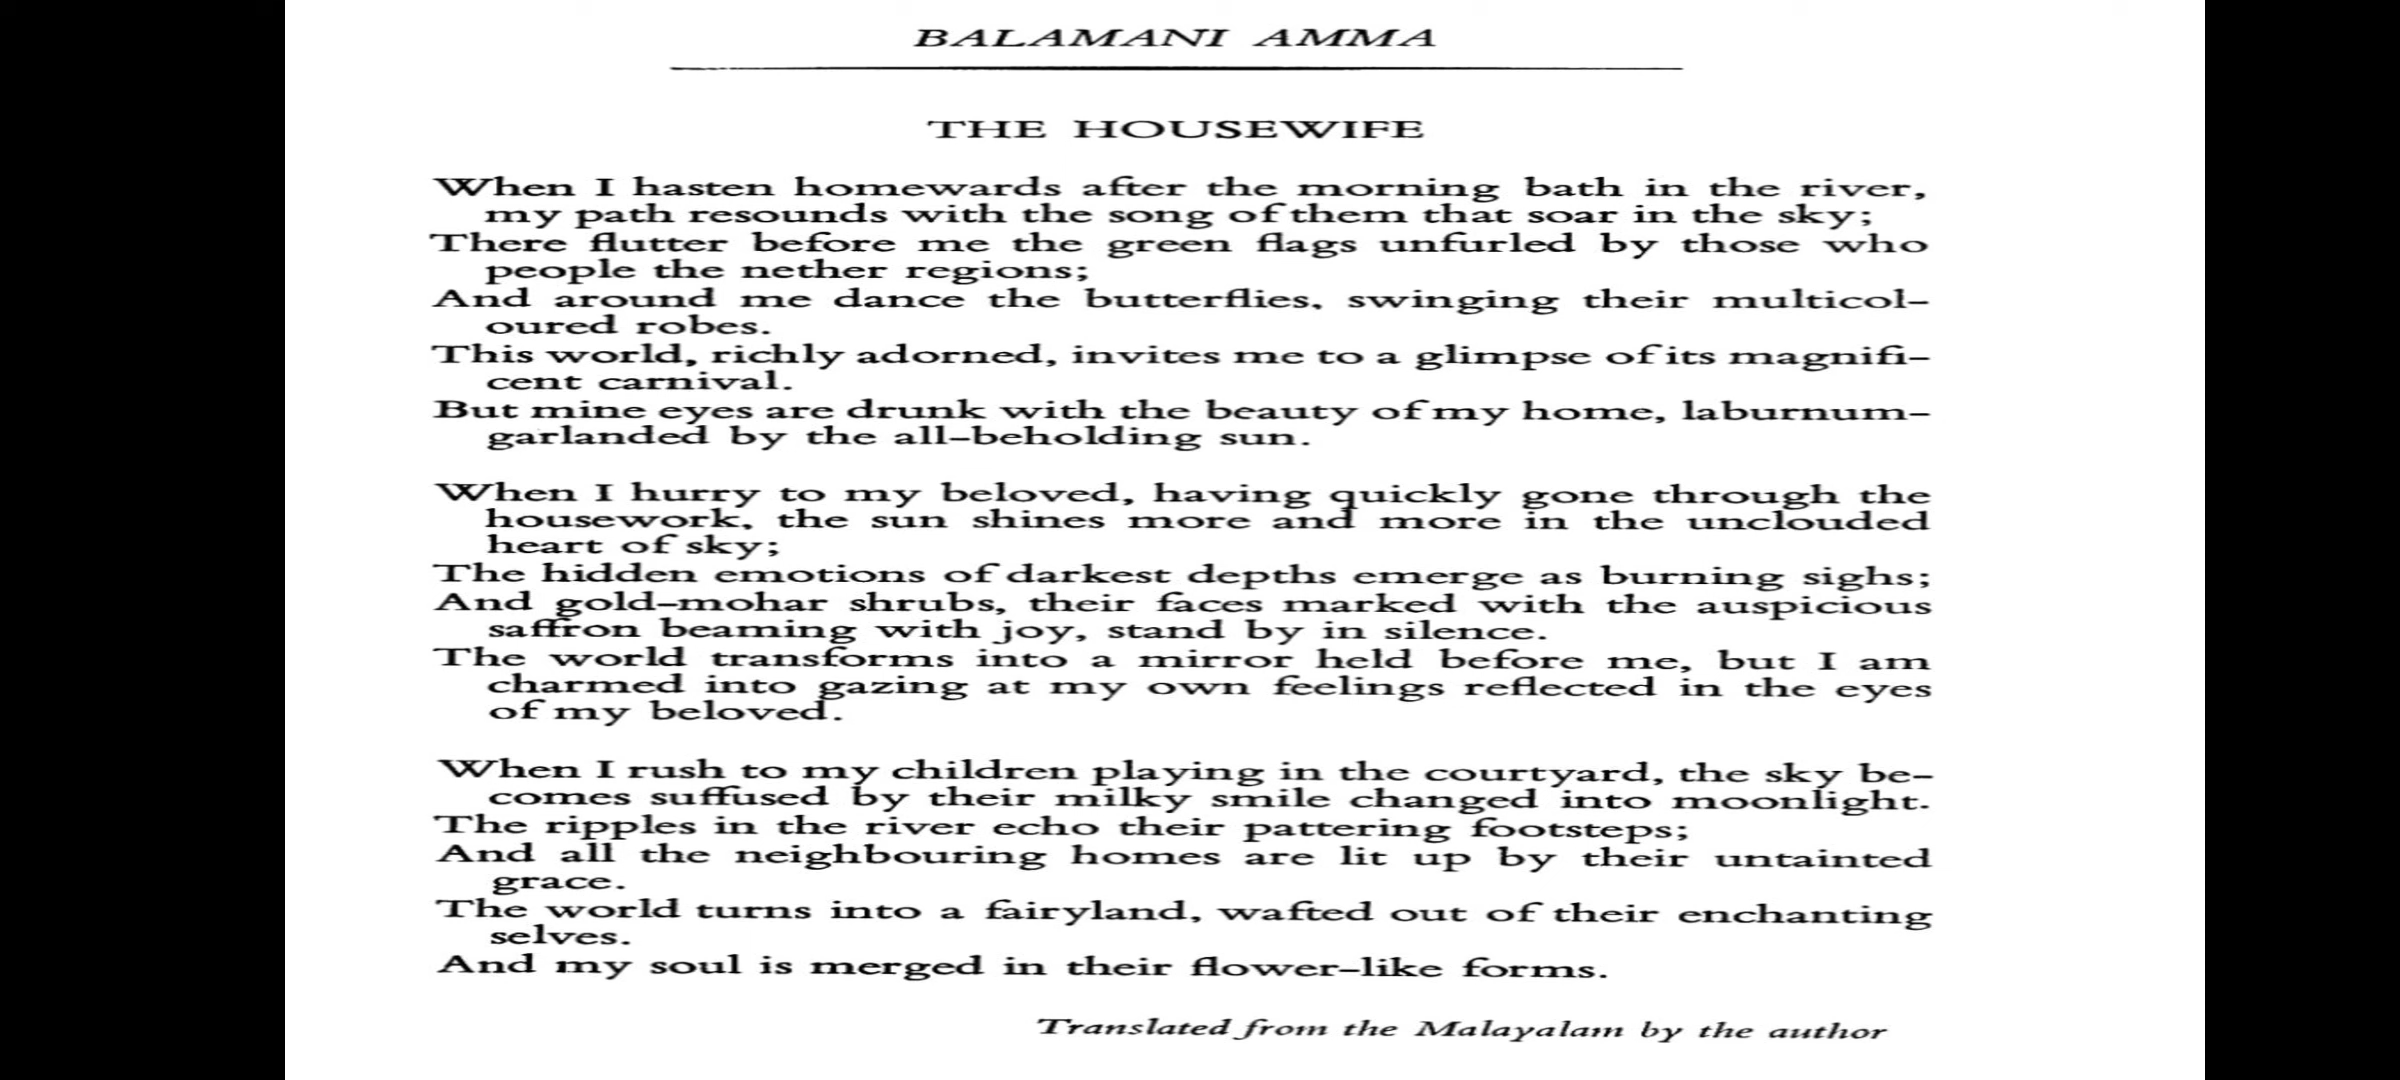 BALAMANI AMMA
THE HOUSEWIFE
When I hasten homewards after the morning bath in the river,
my path resounds with the song of them that soar in the sky;
There flutter before me the green flags unfurled by those who
people the nether regions;
And around me dance the butterflies, swinging their multicol-
oured robes.
This world, richly adorned, invites me to a glimpse of its magnifi-
cent carnival.
But mine eyes are drunk with the beauty of my home, laburnum-
garlanded by the all-beholding sun.
When I hurry to my beloved, having quickly gone through the
housework, the sun shines more and more in the unclouded
heart of sky;
The hidden emotions of darkest depths emerge as burning sighs;
And gold-mohar shrubs, their faces marked with the auspicious
saffron beaming with joy, stand by in silence.
The world transforms into a mirror held before me, but I am
charmed into gazing at my own feelings reflected in the eyes
of my beloved.
When I rush to my children playing in the courtyard, the sky be-
comes suffused by their milky smile changed into moonlight.
The ripples in the river echo their pattering footsteps;
And all the neighbouring homes are lit up by their untainted
grace.
The world turns into a fairyland, wafted out of their enchanting
selves.
And my soul is merged in their flower-like forms.
Translated from the Malayalam by the author